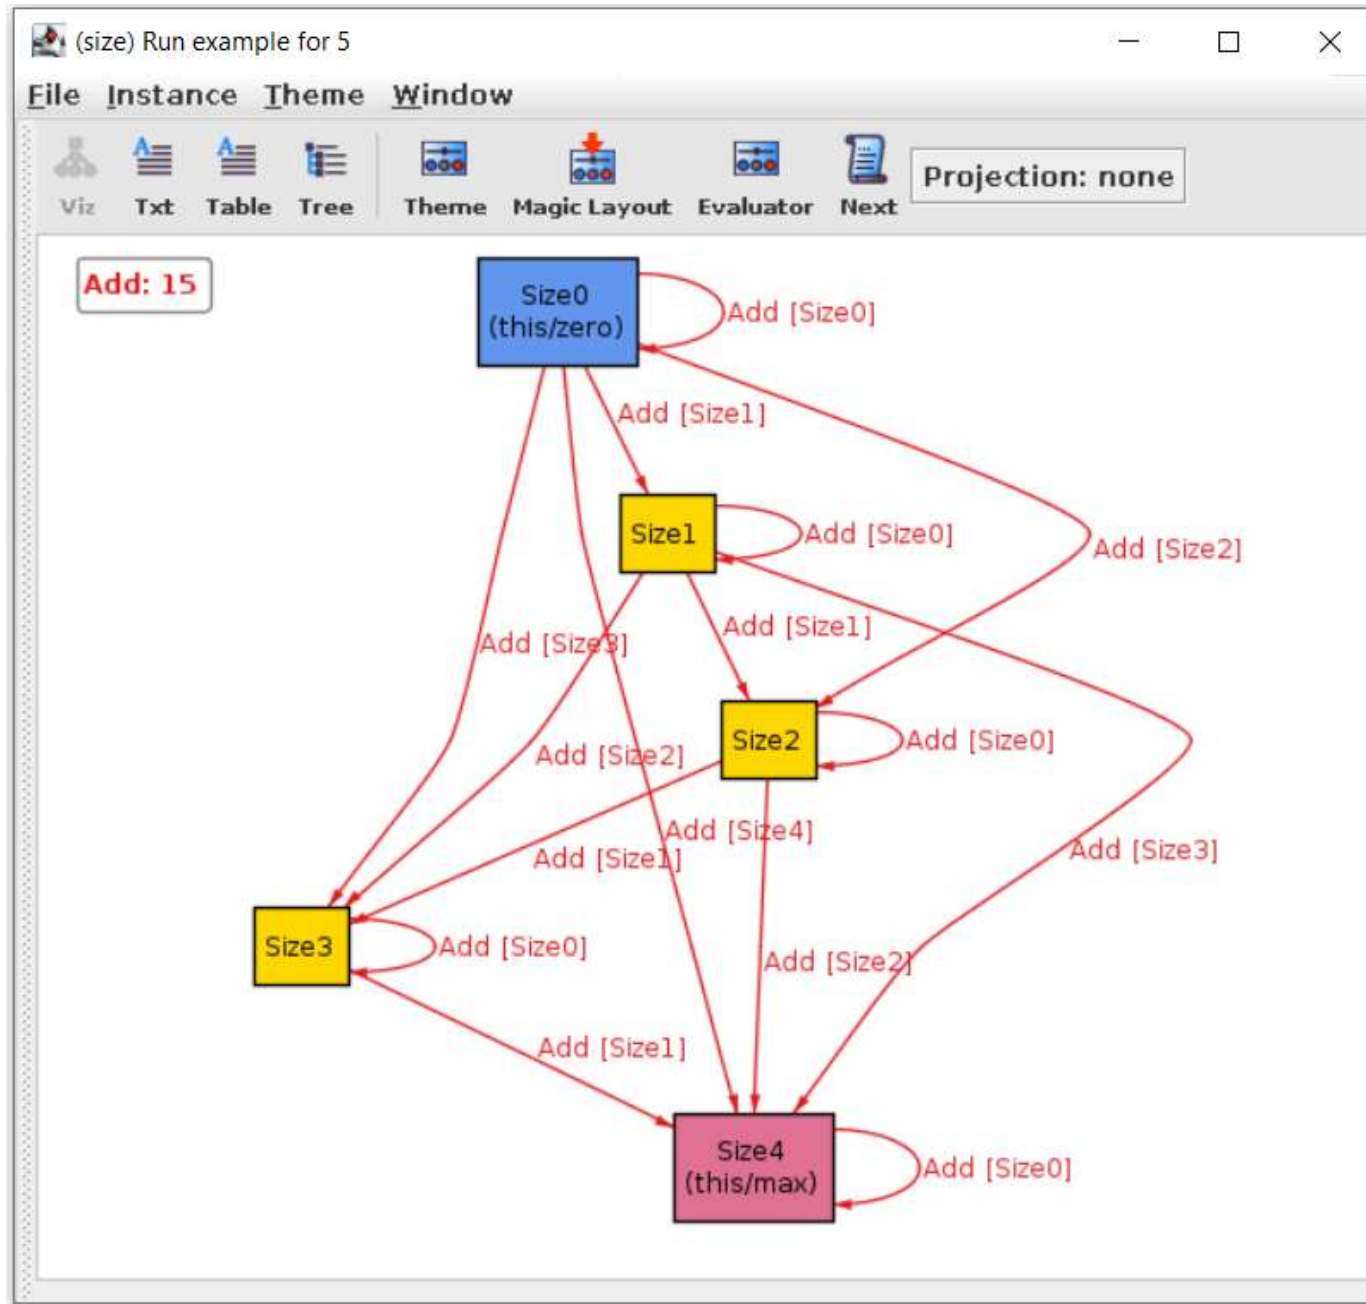 (size) Run example for 5
File Instance Theme Window
Viz Txt Table Tree Theme Magic Layout Evaluator Next Projection: none
Add: 15
Size0
(this/zero)
Add [Size0]
Add [Size1]
Size1
Add [Size0]
Add [Size2]
Add [Size1]
Add [Size3]
Size2
Add [Size0]
Add [Size2]
Add [Size4]
Add [Size3]
Add [Size1]
Size3
Add [Size0]
Add [Size2]
Add [Size1]
Size4
(this/max)
Add [Size0]